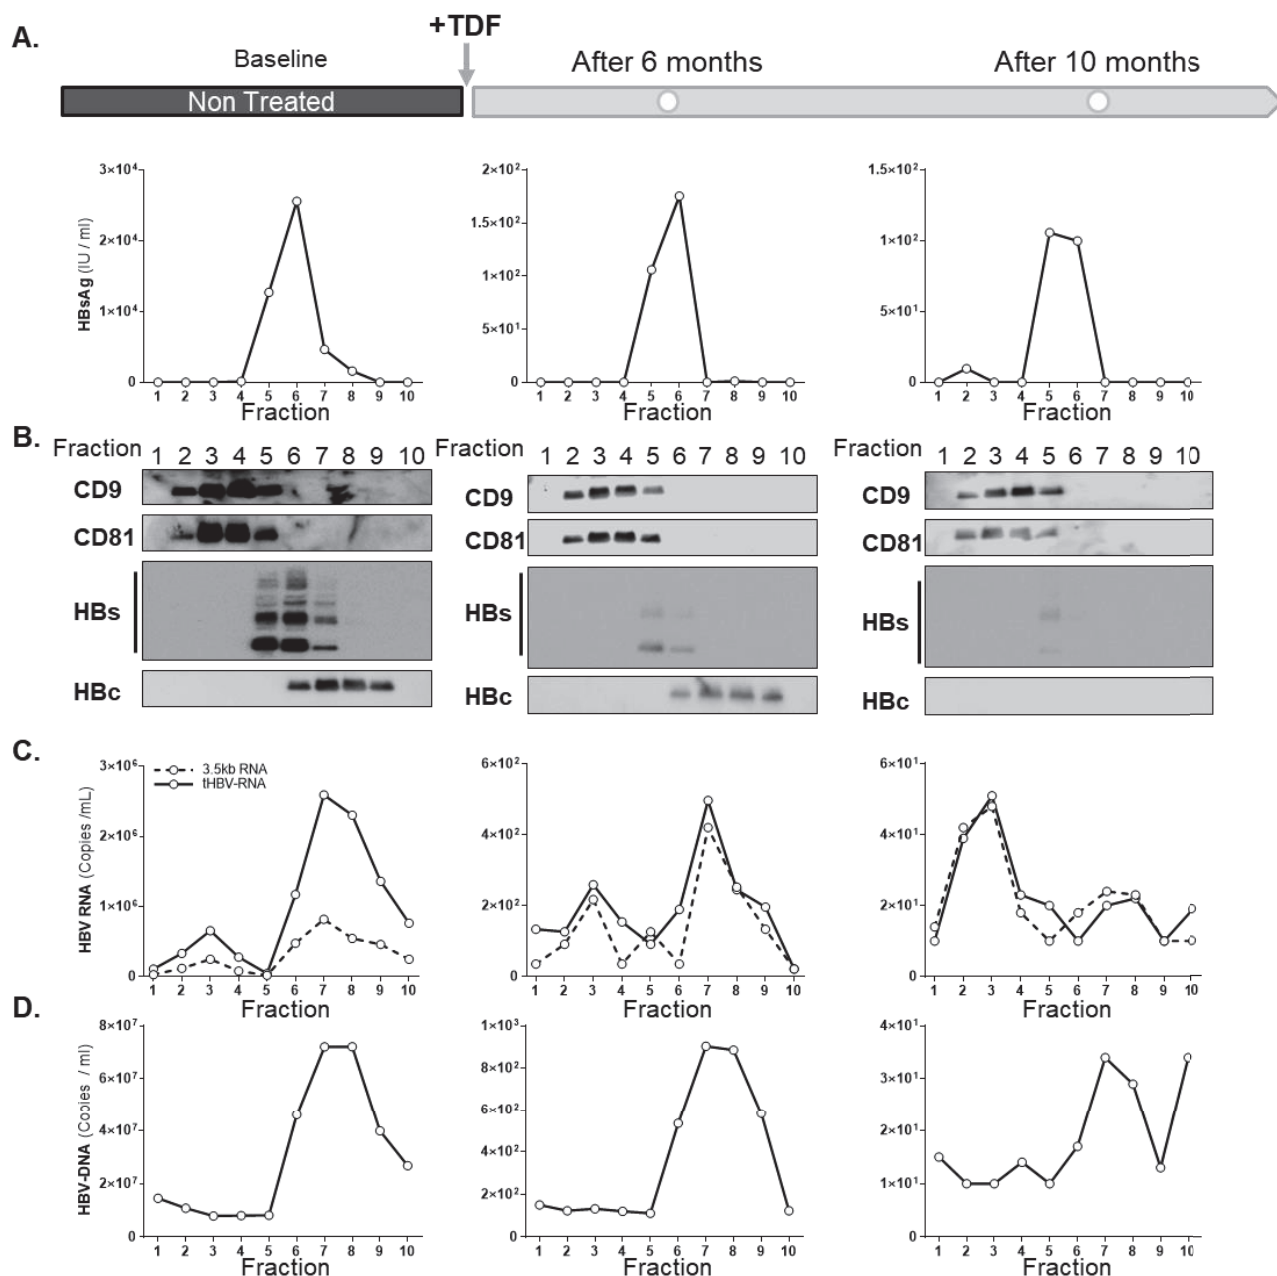 A.
+TDF
Baseline
After 6 months
After 10 months
Non Treated
HBsAg (IU / ml)
3×10⁴
2×10⁴
1×10⁴
0
1 2 3 4 5 6 7 8 9 10
Fraction
2×10²
1.5×10²
1×10²
5×10¹
0
1 2 3 4 5 6 7 8 9 10
Fraction
1.5×10²
1×10²
5×10¹
0
1 2 3 4 5 6 7 8 9 10
Fraction
B.
Fraction 1 2 3 4 5 6 7 8 9 10
CD9
CD81
HBs
HBc
Fraction 1 2 3 4 5 6 7 8 9 10
CD9
CD81
HBs
HBc
Fraction 1 2 3 4 5 6 7 8 9 10
CD9
CD81
HBs
HBc
C.
HBV RNA (Copies /mL)
3×10⁶
2×10⁶
1×10⁶
0
3.5kb RNA
tHBV-RNA
1 2 3 4 5 6 7 8 9 10
Fraction
6×10²
4×10²
2×10²
0
1 2 3 4 5 6 7 8 9 10
Fraction
6×10¹
4×10¹
2×10¹
0
1 2 3 4 5 6 7 8 9 10
Fraction
D.
HBV-DNA (Copies / ml)
8×10⁷
6×10⁷
4×10⁷
2×10⁷
0
1 2 3 4 5 6 7 8 9 10
Fraction
1×10³
8×10²
6×10²
4×10²
2×10²
0
1 2 3 4 5 6 7 8 9 10
Fraction
4×10¹
3×10¹
2×10¹
1×10¹
0
1 2 3 4 5 6 7 8 9 10
Fraction